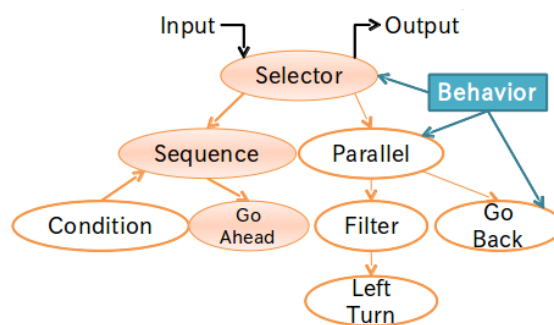 Input
Output
Selector
Behavior
Sequence
Parallel
Condition
Go
Ahead
Filter
Go
Back
Left
Turn